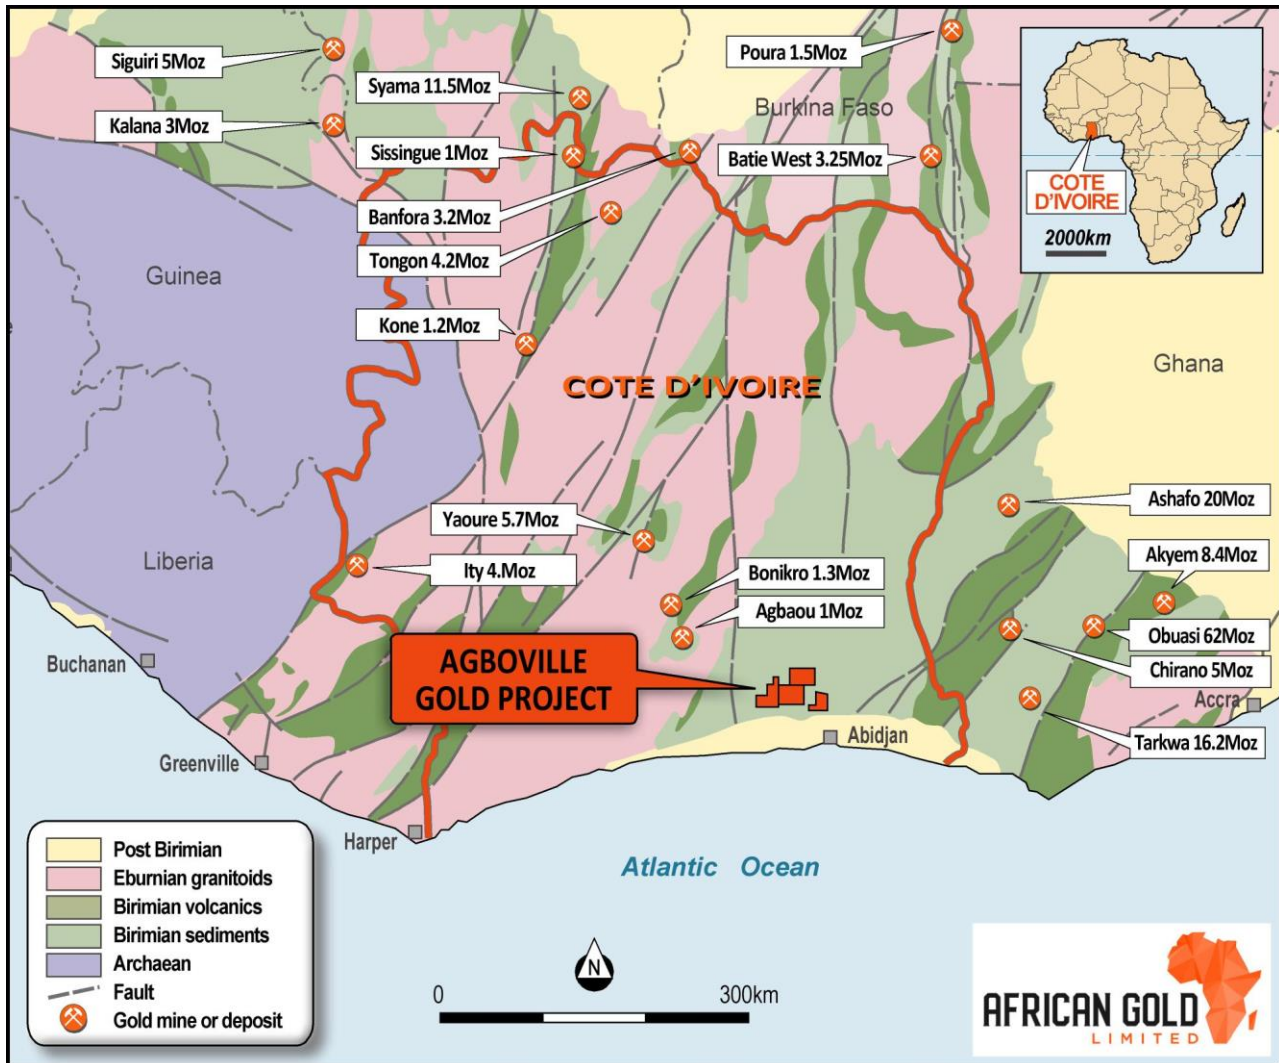 Siguiri 5Moz
Kalana 3Moz
Syama 11.5Moz
Sissingue 1Moz
Banfora 3.2Moz
Tongon 4.2Moz
Kone 1.2Moz
Poura 1.5Moz
Burkina Faso
Batie West 3.25Moz
COTE
D'IVOIRE
2000km
Guinea
COTE D'IVOIRE
Ghana
Yaoure 5.7Moz
Ity 4.Moz
Liberia
Bonikro 1.3Moz
Agbaou 1Moz
Ashafo 20Moz
Akyem 8.4Moz
Obuasi 62Moz
Chirano 5Moz
Accra
Tarkwa 16.2Moz
AGBOVILLE
GOLD PROJECT
Buchanan
Greenville
Harper
Abidjan
Atlantic Ocean
Post Birimian
Eburnian granitoids
Birimian volcanics
Birimian sediments
Archaean
Fault
Gold mine or deposit
N
0 300km
AFRICAN GOLD
LIMITED